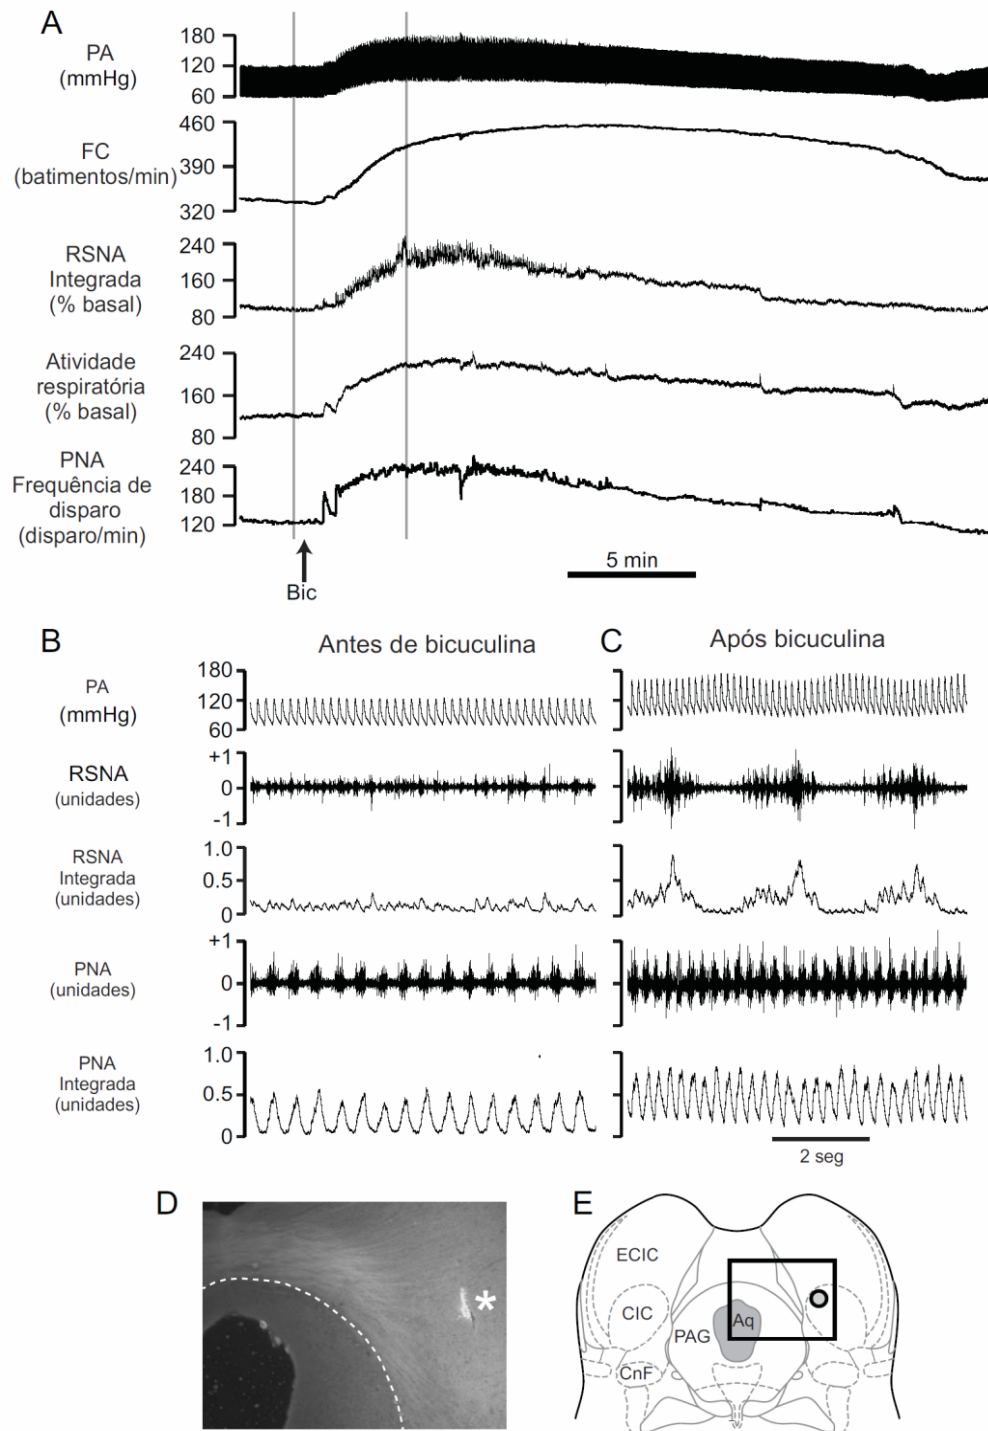 A
PA
(mmHg)
180
120
60
FC
(batimentos/min)
460
390
320
RSNA
Integrada
(% basal)
240
160
80
Atividade
respiratória
(% basal)
240
160
80
PNA
Frequência de
disparo
(disparo/min)
240
180
120
Bic
5 min
B
Antes de bicuculina
C
Após bicuculina
PA
(mmHg)
180
120
60
RSNA
(unidades)
+1
0
-1
RSNA
Integrada
(unidades)
1.0
0.5
0
PNA
(unidades)
+1
0
-1
PNA
Integrada
(unidades)
1.0
0.5
0
2 seg
D
*
E
ECIC
CIC
PAG
Aq
CnF